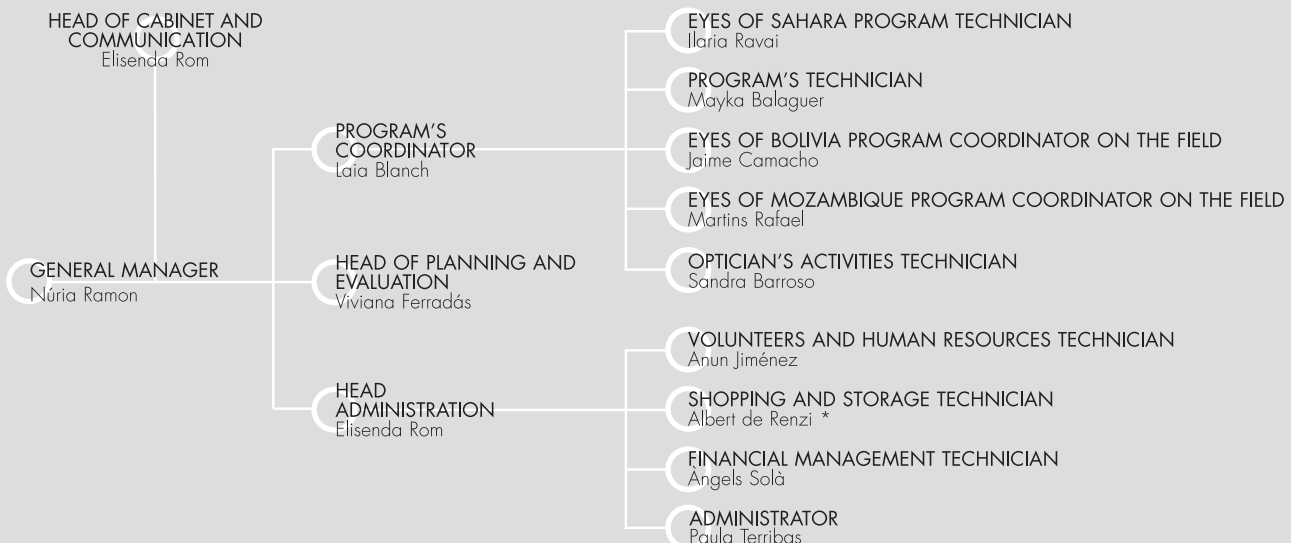 HEAD OF CABINET AND
COMMUNICATION
Elisenda Rom
GENERAL MANAGER
Núria Ramon
PROGRAM'S
COORDINATOR
Laia Blanch
HEAD OF PLANNING AND
EVALUATION
Viviana Ferradás
HEAD
ADMINISTRATION
Elisenda Rom
EYES OF SAHARA PROGRAM TECHNICIAN
Ilaria Ravai
PROGRAM'S TECHNICIAN
Mayka Balaguer
EYES OF BOLIVIA PROGRAM COORDINATOR ON THE FIELD
Jaime Camacho
EYES OF MOZAMBIQUE PROGRAM COORDINATOR ON THE FIELD
Martins Rafael
OPTICIAN'S ACTIVITIES TECHNICIAN
Sandra Barroso
VOLUNTEERS AND HUMAN RESOURCES TECHNICIAN
Anun Jiménez
SHOPPING AND STORAGE TECHNICIAN
Albert de Renzi *
FINANCIAL MANAGEMENT TECHNICIAN
Àngels Solà
ADMINISTRATOR
Paula Terribas